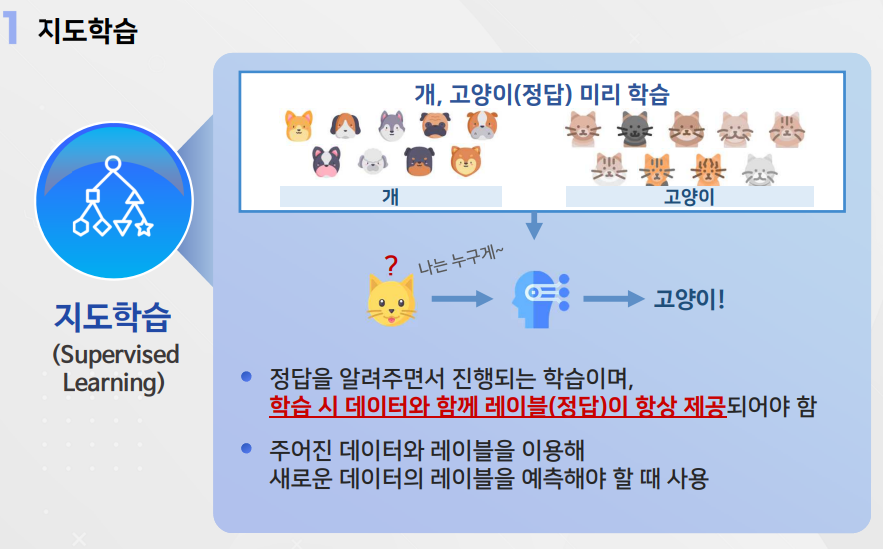 1 지도학습
개, 고양이(정답) 미리 학습
개
고양이
?
나는 누구게~
고양이!
지도학습
(Supervised
Learning)
정답을 알려주면서 진행되는 학습이며,
학습 시 데이터와 함께 레이블(정답)이 항상 제공되어야 함
주어진 데이터와 레이블을 이용해
새로운 데이터의 레이블을 예측해야 할 때 사용